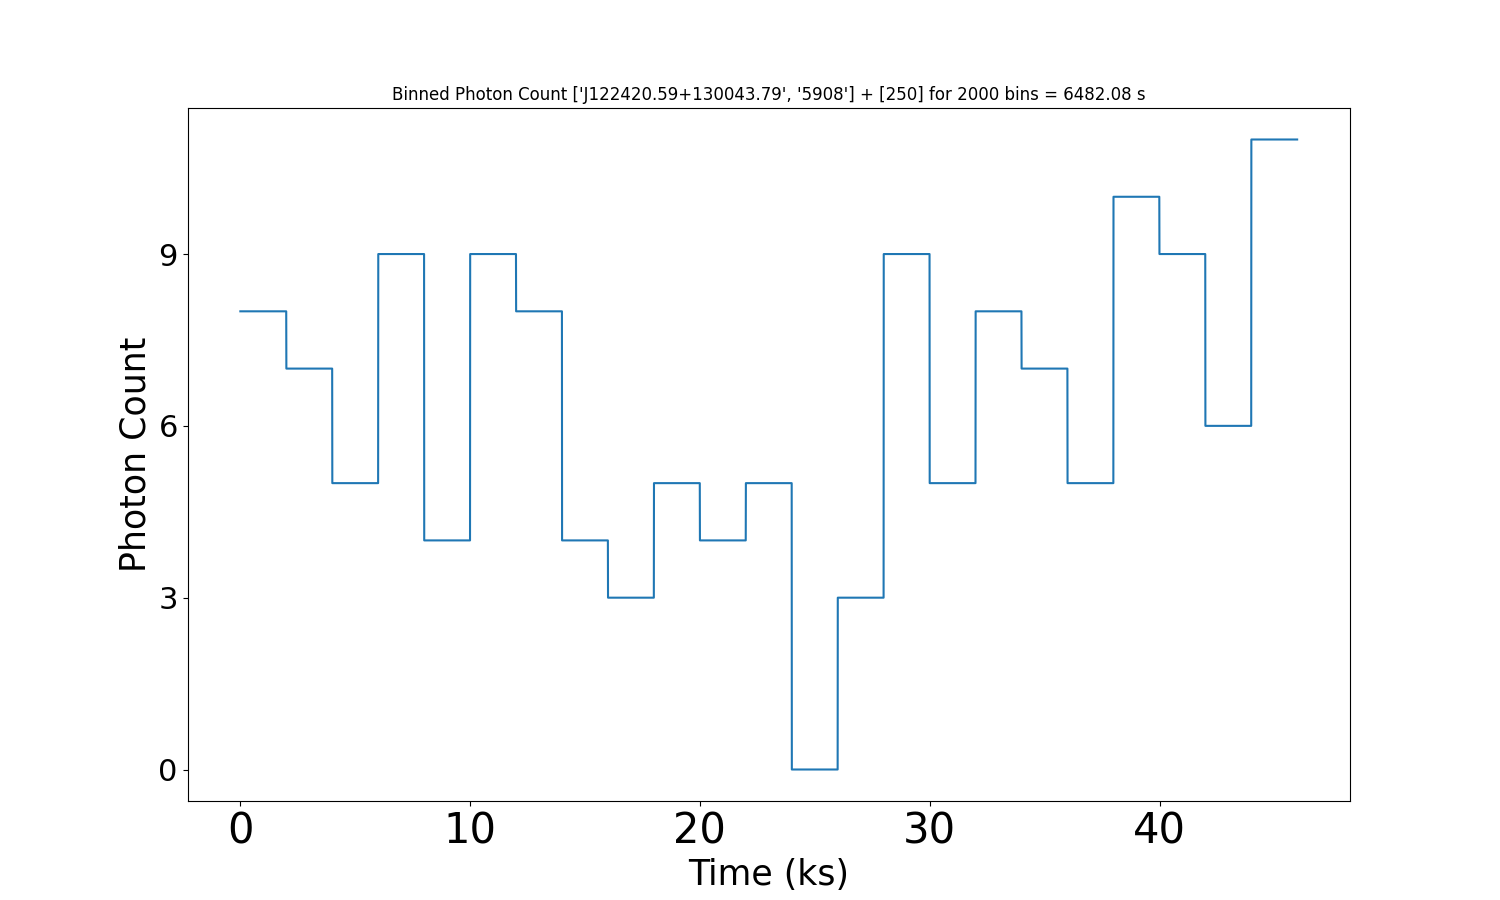 Binned Photon Count ['J122420.59+130043.79', '5908'] + [250] for 2000 bins = 6482.08 s
9
6
3
0
Photon Count
0 10 20 30 40
Time (ks)